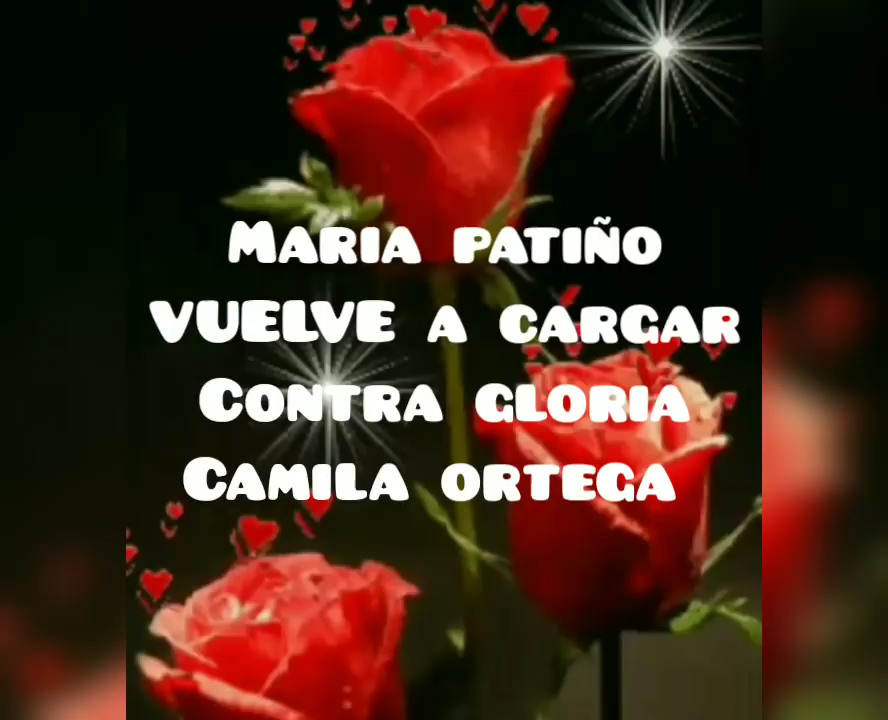 MARIA PATIÑO
VUELVE A CARGAR
CONTRA GLORIA
CAMILA ORTEGA